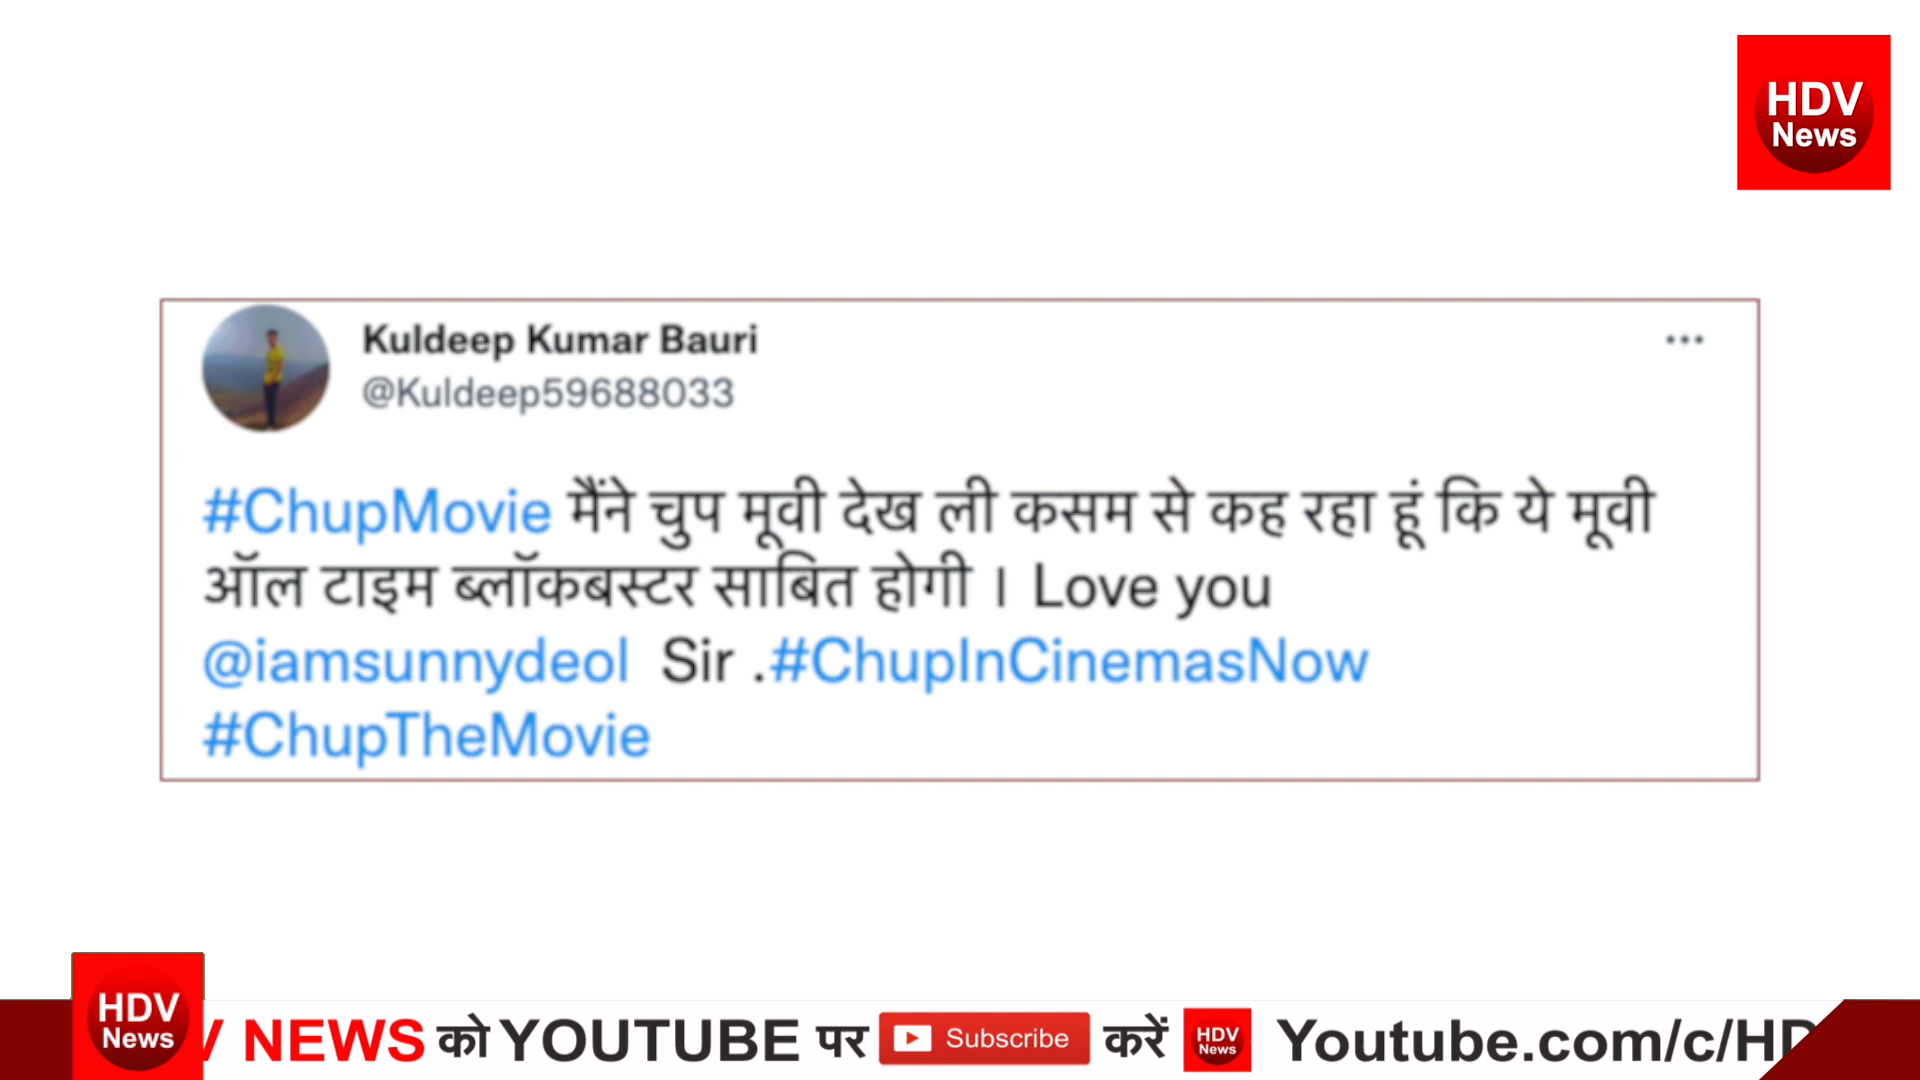 HDV
News
Kuldeep Kumar Bauri
@Kuldeep59688033
#ChupMovie मैंने चुप मूवी देख ली कसम से कह रहा हूं कि ये मूवी
ऑल टाइम ब्लॉकबस्टर साबित होगी । Love you
@iamsunnydeol Sir .#ChupInCinemasNow
#ChupTheMovie
HDV
News
NEWS को YOUTUBE पर Subscribe करें HDV News Youtube.com/c/HD